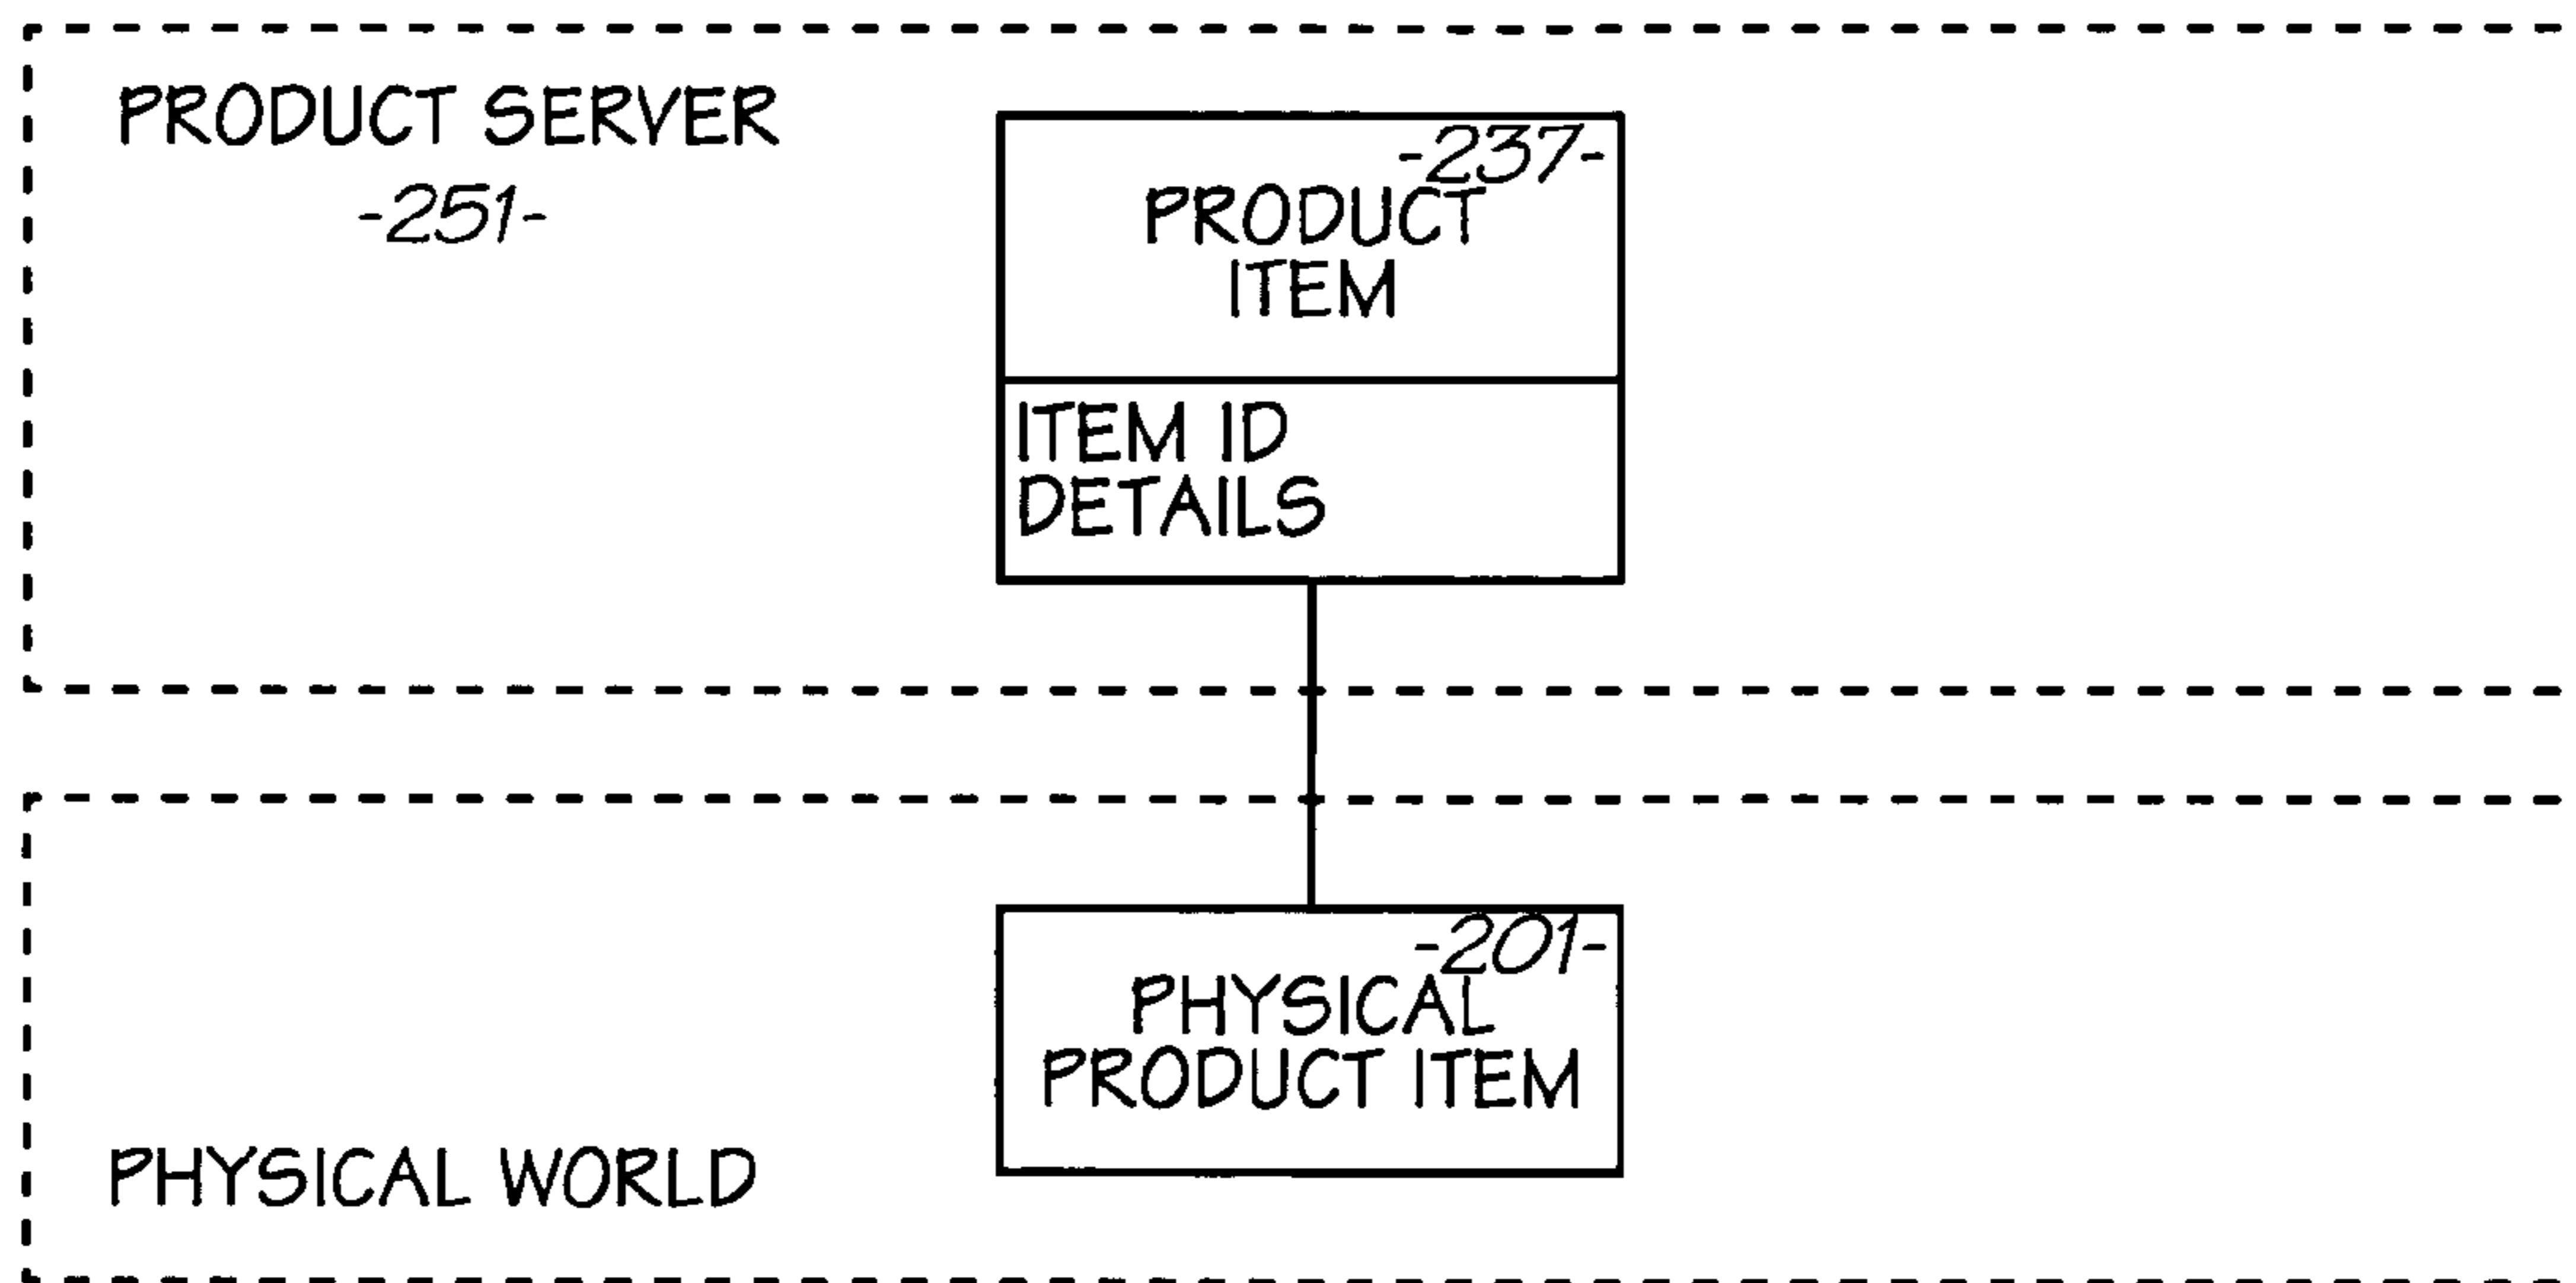 PRODUCT SERVER
-251-
-237-
PRODUCT
ITEM
ITEM ID
DETAILS
-201-
PHYSICAL
PRODUCT ITEM
PHYSICAL WORLD